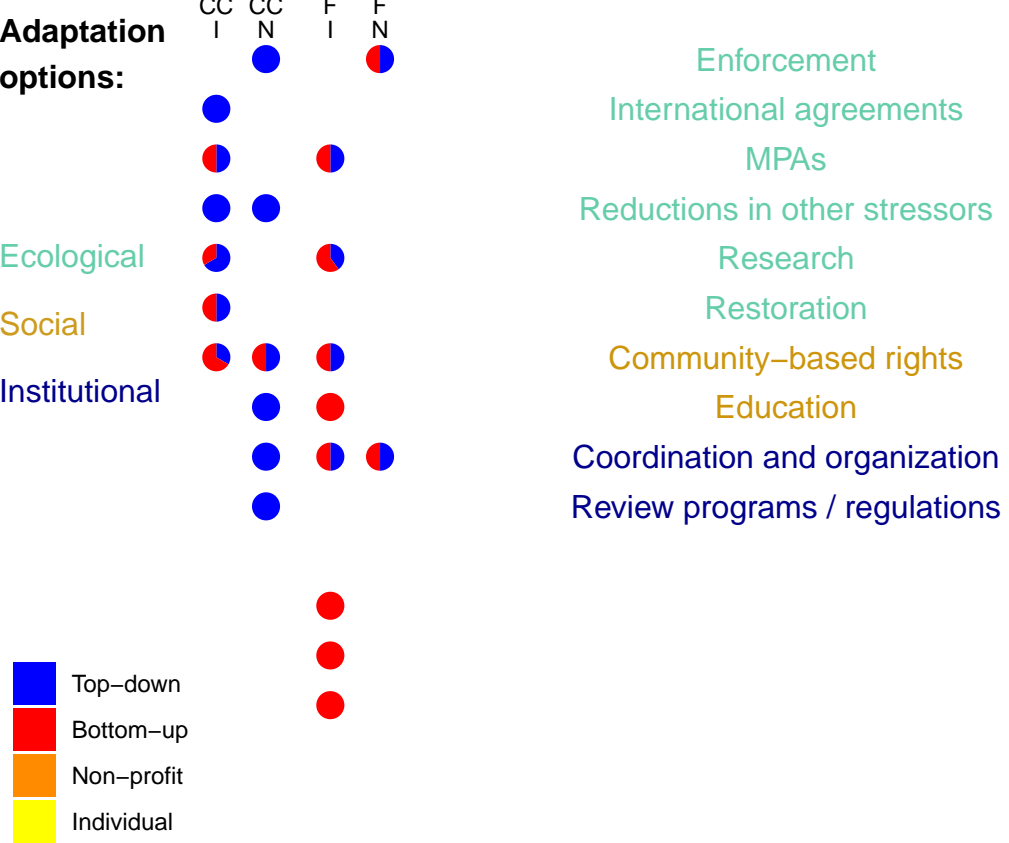 CC CC F F
I N I N
Adaptation
options:
Enforcement
International agreements
MPAs
Reductions in other stressors
Ecological
Research
Restoration
Social
Community−based rights
Institutional
Education
Coordination and organization
Review programs / regulations
Top−down
Bottom−up
Non−profit
Individual